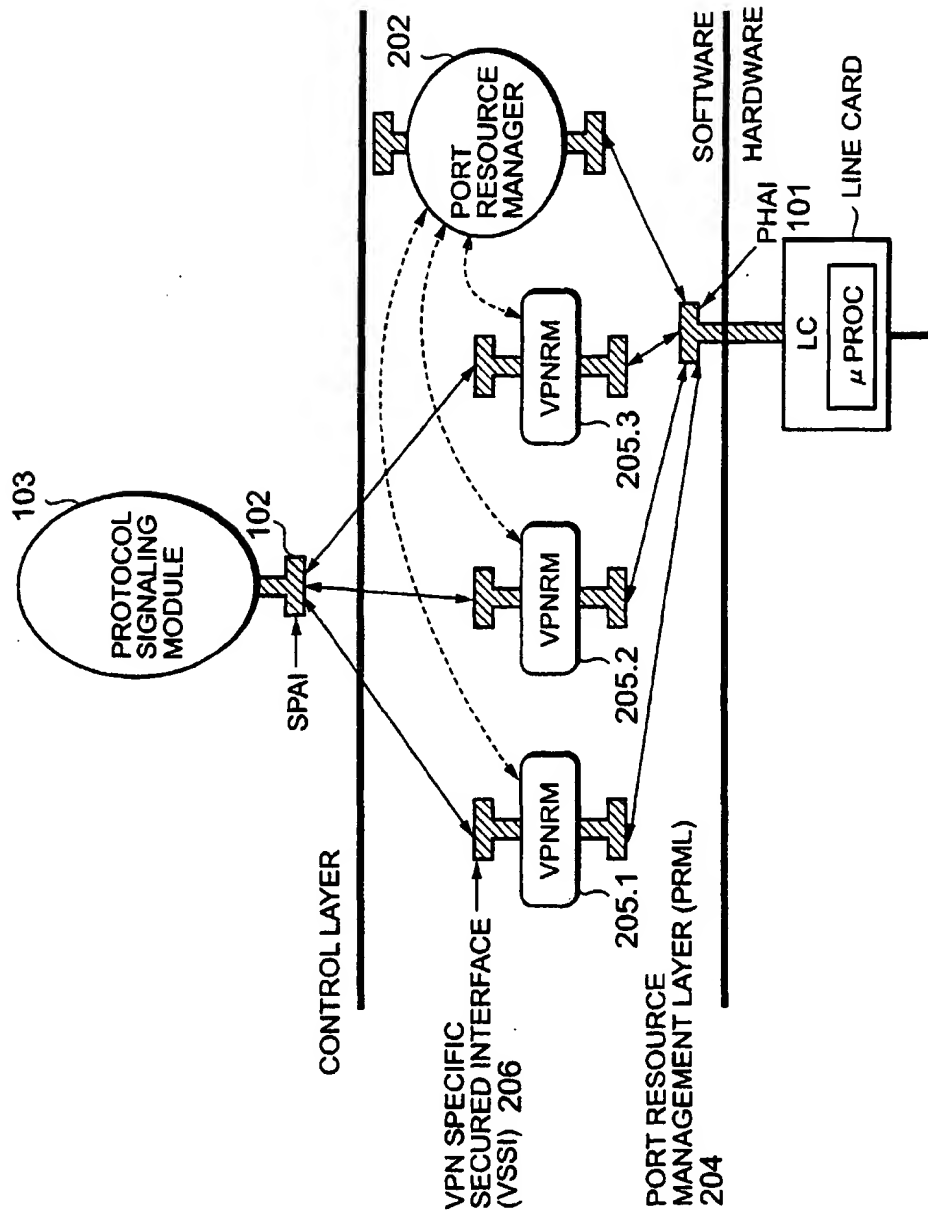 103
PROTOCOL
SIGNALING
MODULE
102
SPAI
CONTROL LAYER
202
PORT
RESOURCE
MANAGER
VPN SPECIFIC
SECURED INTERFACE
(VSSI) 206
VPNRM
205.1
VPNRM
205.2
VPNRM
205.3
PORT RESOURCE
MANAGEMENT LAYER (PRML)
204
SOFTWARE
HARDWARE
PHAI
101
LINE CARD
LC
μ PROC